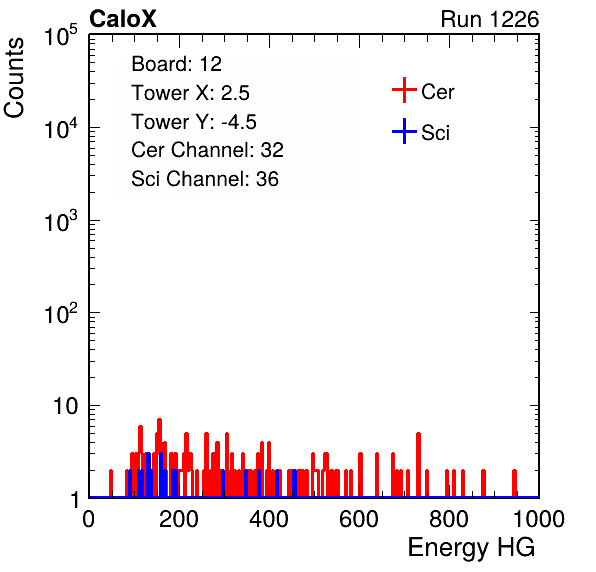 CaloX Run 1226
Counts
10^5
10^4
10^3
10^2
10
1
Board: 12
Tower X: 2.5
Tower Y: -4.5
Cer Channel: 32
Sci Channel: 36
Cer
Sci
0 200 400 600 800 1000
Energy HG